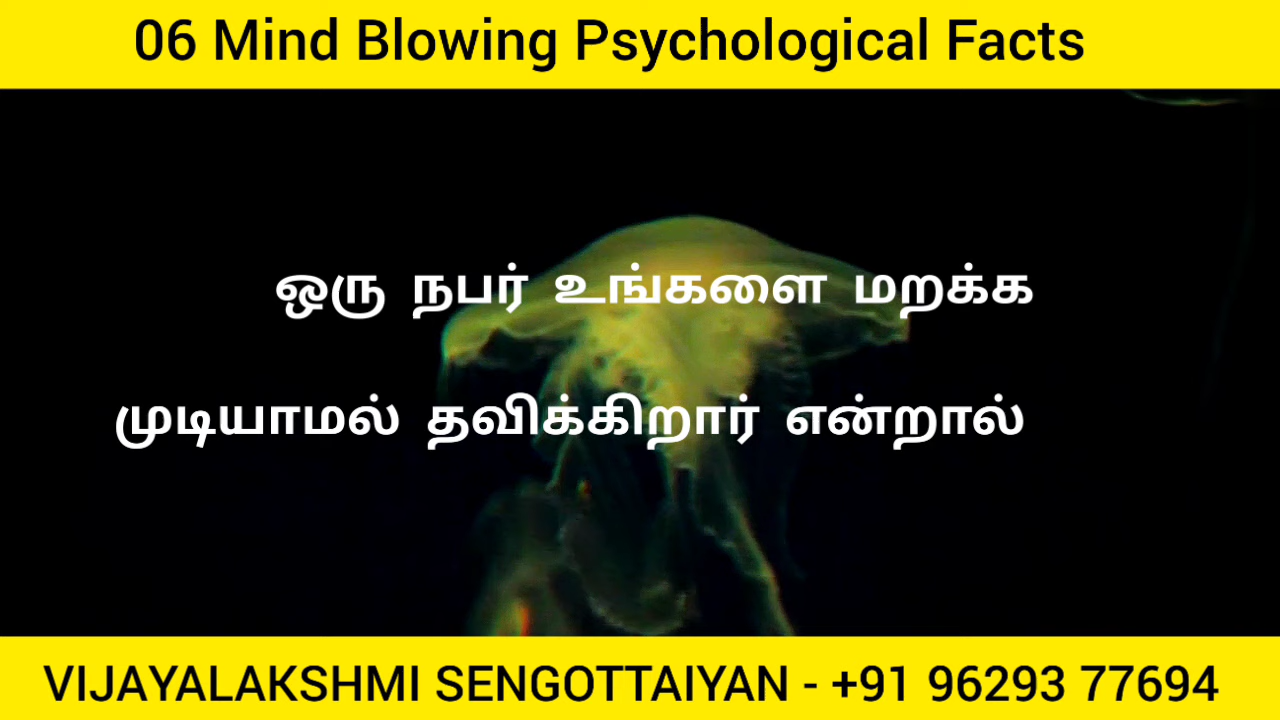 06 Mind Blowing Psychological Facts
ஒரு நபர் உங்களை மறக்க
முடியாமல் தவிக்கிறார் என்றால்
VIJAYALAKSHMI SENGOTTAIYAN - +91 96293 77694